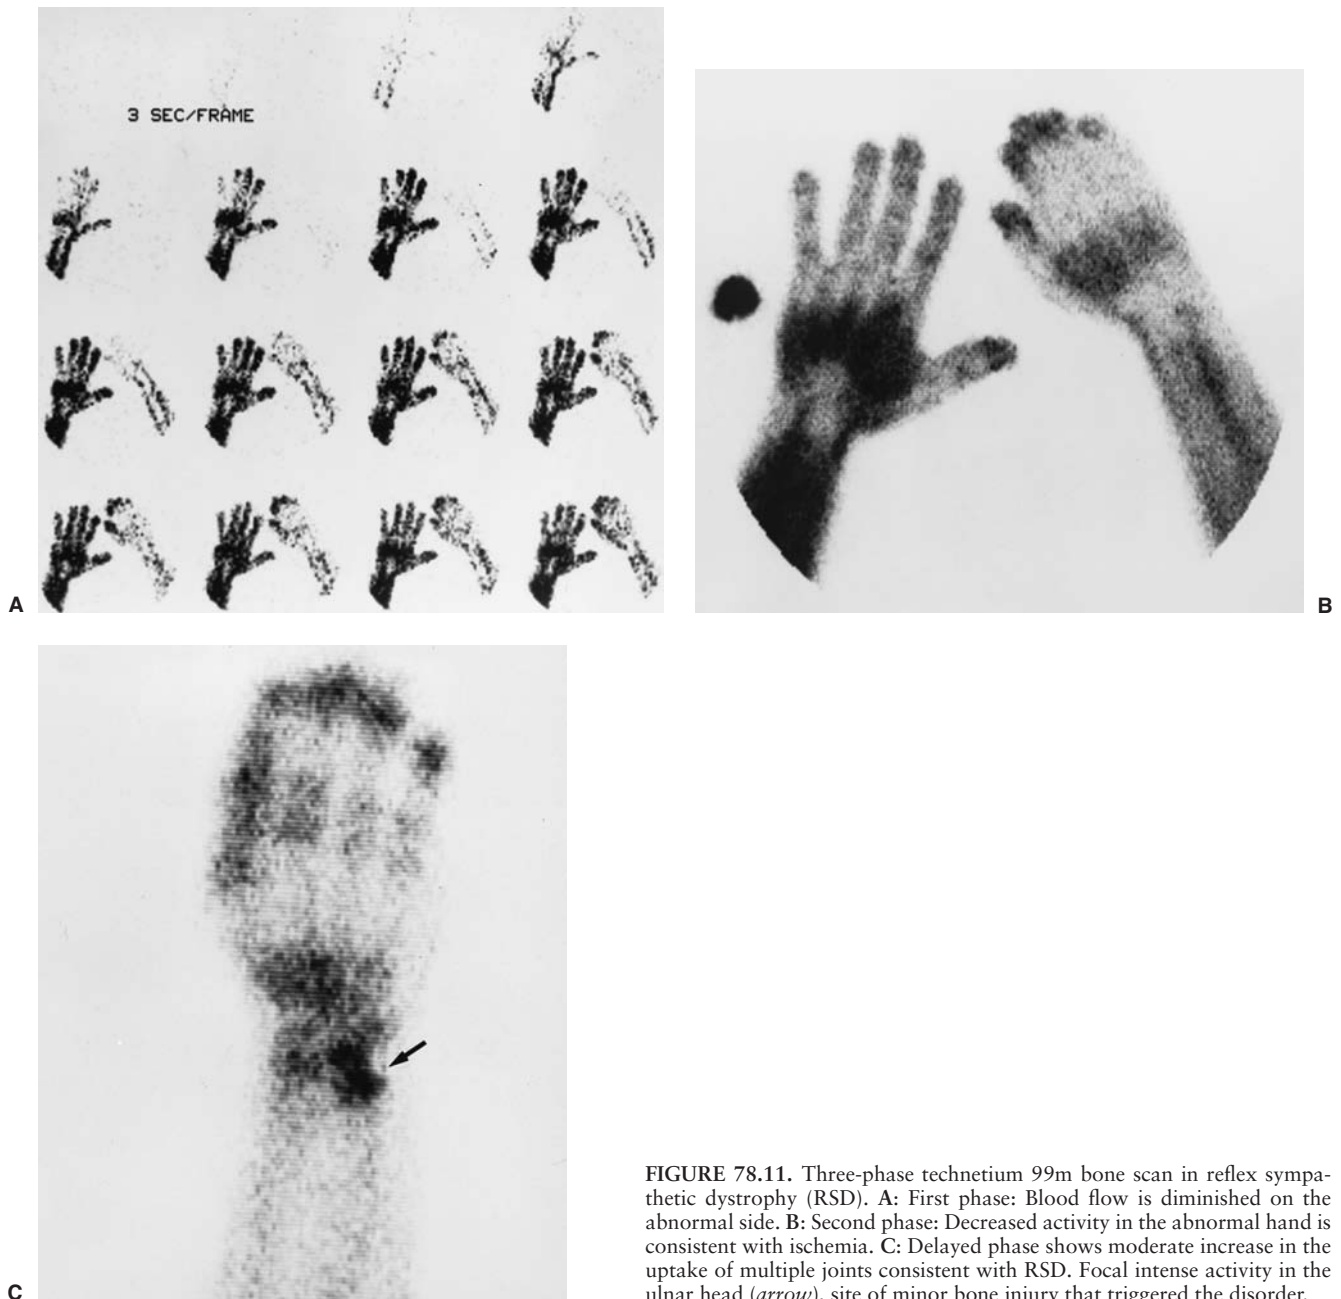 3 SEC/FRAME
A
B
C
FIGURE 78.11. Three-phase technetium 99m bone scan in reflex sympa-
thetic dystrophy (RSD). A: First phase: Blood flow is diminished on the
abnormal side. B: Second phase: Decreased activity in the abnormal hand is
consistent with ischemia. C: Delayed phase shows moderate increase in the
uptake of multiple joints consistent with RSD. Focal intense activity in the
ulnar head (arrow), site of minor bone injury that triggered the disorder.